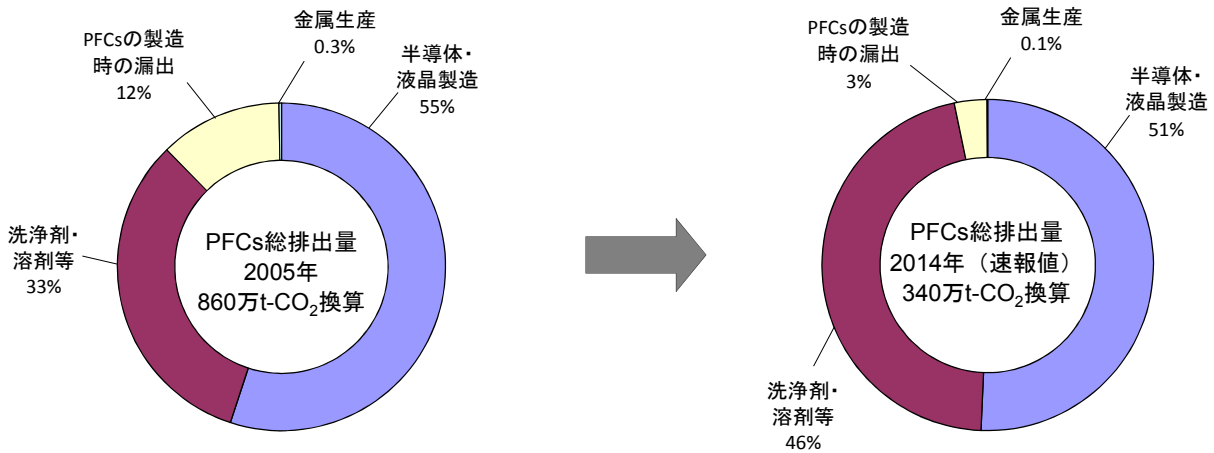 金属生産
0.3%
PFCsの製造
時の漏出
12%
半導体・
液晶製造
55%
洗浄剤・
溶剤等
33%
PFCs総排出量
2005年
860万t-CO₂換算
金属生産
0.1%
PFCsの製造
時の漏出
3%
半導体・
液晶製造
51%
PFCs総排出量
2014年（速報値）
340万t-CO₂換算
洗浄剤・
溶剤等
46%